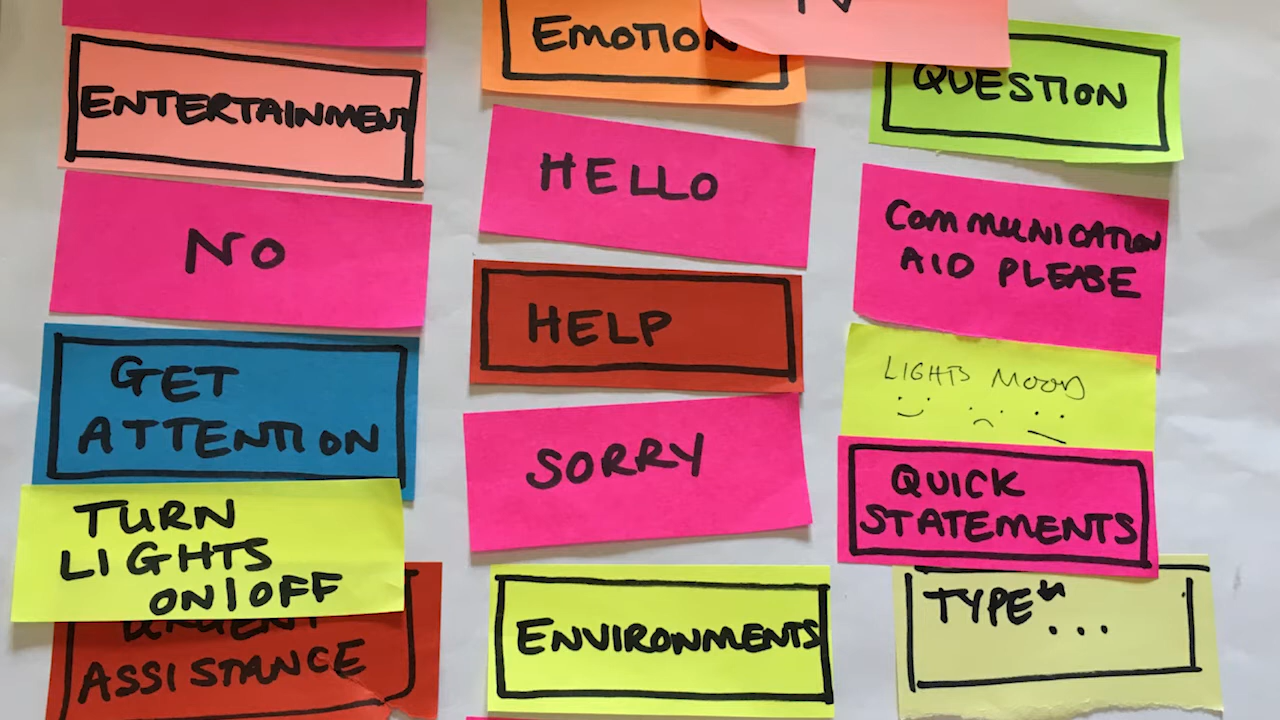 ENTERTAINMENT
NO
GET
ATTENTION
TURN
LIGHTS
ON/OFF
URGENT
ASSISTANCE
EMOTION
HELLO
HELP
SORRY
ENVIRONMENTS
QUESTION
COMMUNICATION
AID PLEASE
LIGHTS MOOD
QUICK
STATEMENTS
TYPE"
...